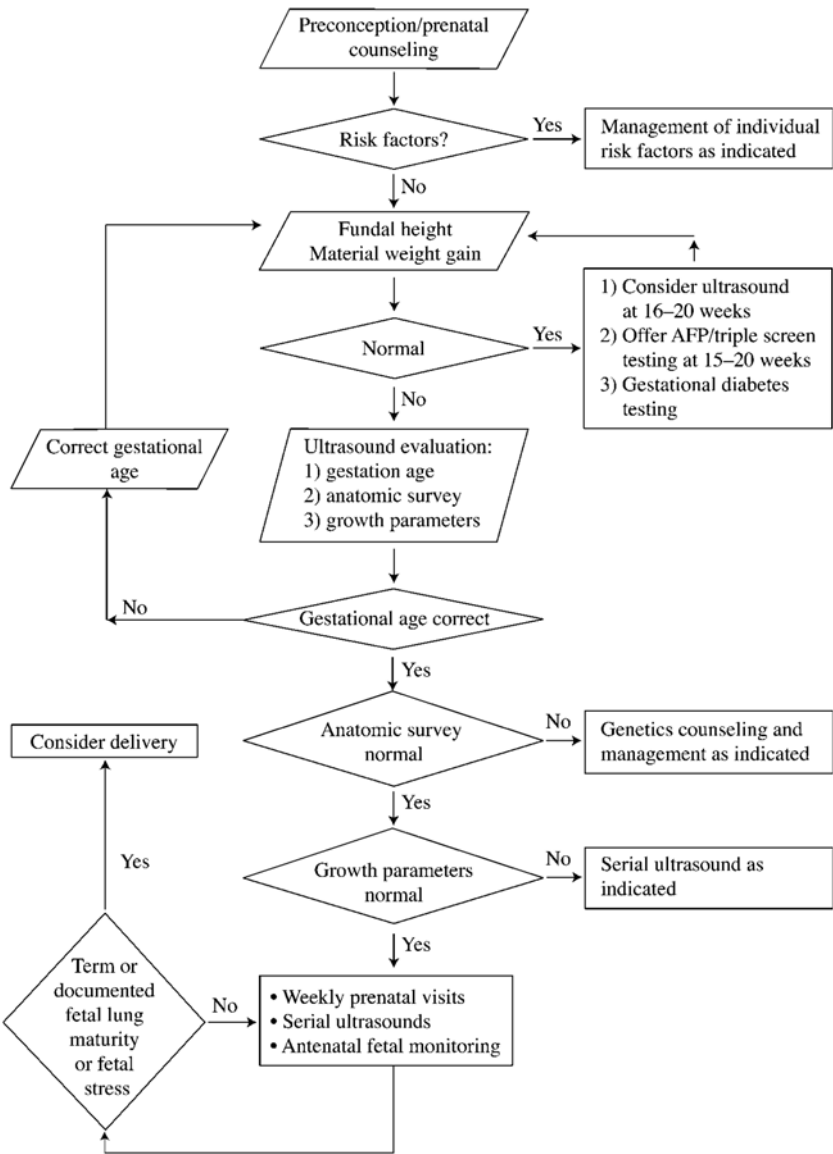 Preconception/prenatal
counseling
Risk factors?
Yes
Management of individual
risk factors as indicated
No
Fundal height
Material weight gain
Normal
Yes
1) Consider ultrasound
at 16–20 weeks
2) Offer AFP/triple screen
testing at 15–20 weeks
3) Gestational diabetes
testing
No
Correct gestational
age
Ultrasound evaluation:
1) gestation age
2) anatomic survey
3) growth parameters
No
Gestational age correct
Yes
Anatomic survey
normal
No
Genetics counseling and
management as indicated
Consider delivery
Yes
Yes
Growth parameters
normal
No
Serial ultrasound as
indicated
Yes
Term or
documented
fetal lung
maturity
or fetal
stress
No
• Weekly prenatal visits
• Serial ultrasounds
• Antenatal fetal monitoring